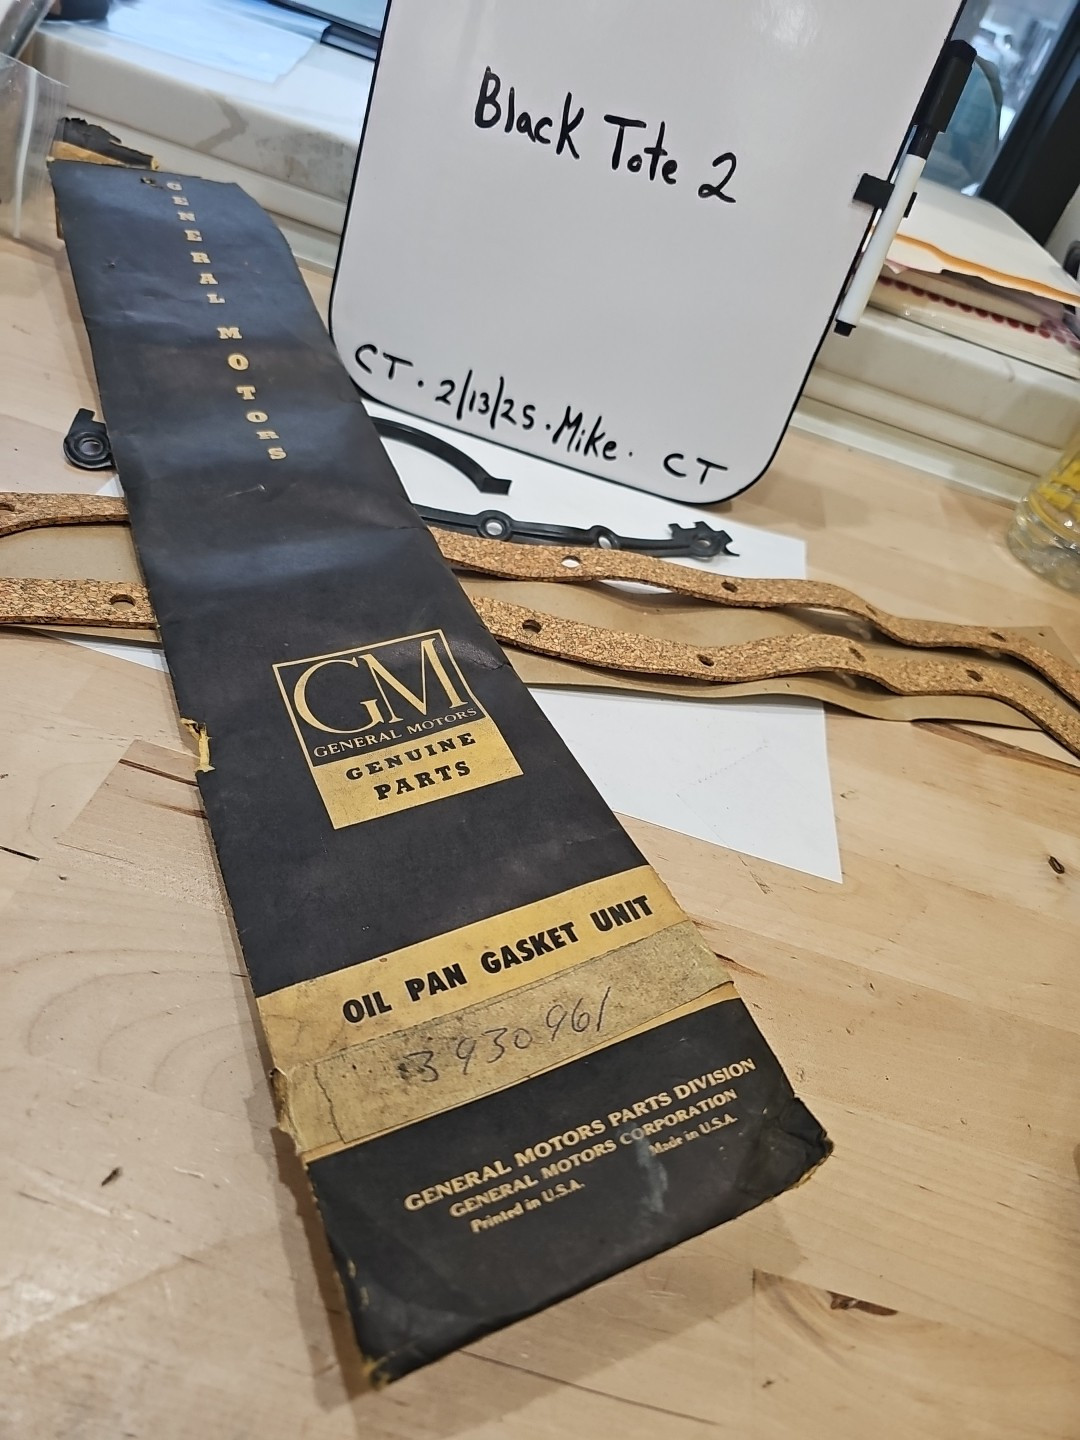 Black Tote 2
CT. 2/13/25. Mike. CT
GENERAL MOTORS
GM
GENERAL MOTORS
GENUINE
PARTS
OIL PAN GASKET UNIT
3930961
GENERAL MOTORS PARTS DIVISION
GENERAL MOTORS CORPORATION
Printed in U.S.A.
Made in U.S.A.